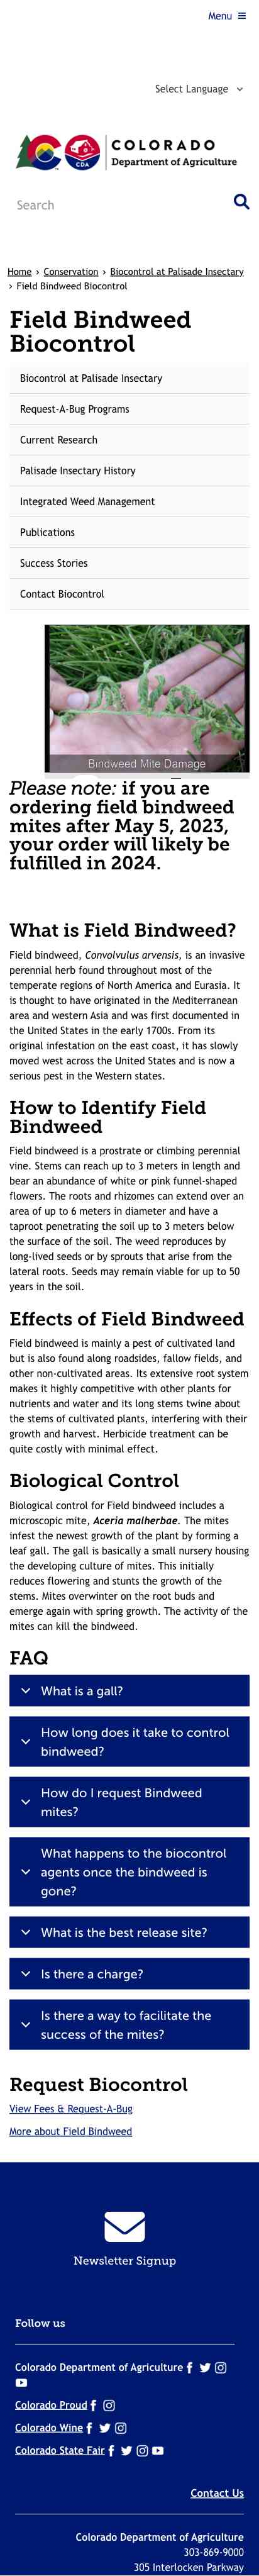 Menu ≡
Select Language
COLORADO
Department of Agriculture
CDA
Search
Home › Conservation › Biocontrol at Palisade Insectary
› Field Bindweed Biocontrol
Field Bindweed
Biocontrol
Biocontrol at Palisade Insectary
Request-A-Bug Programs
Current Research
Palisade Insectary History
Integrated Weed Management
Publications
Success Stories
Contact Biocontrol
Bindweed Mite Damage
Please note: if you are
ordering field bindweed
mites after May 5, 2023,
your order will likely be
fulfilled in 2024.
What is Field Bindweed?
Field bindweed, Convolvulus arvensis, is an invasive
perennial herb found throughout most of the
temperate regions of North America and Eurasia. It
is thought to have originated in the Mediterranean
area and western Asia and was first documented in
the United States in the early 1700s. From its
original infestation on the east coast, it has slowly
moved west across the United States and is now a
serious pest in the Western states.
How to Identify Field
Bindweed
Field bindweed is a prostrate or climbing perennial
vine. Stems can reach up to 3 meters in length and
bear an abundance of white or pink funnel-shaped
flowers. The roots and rhizomes can extend over an
area of up to 6 meters in diameter and have a
taproot penetrating the soil up to 3 meters below
the surface of the soil. The weed reproduces by
long-lived seeds or by sprouts that arise from the
lateral roots. Seeds may remain viable for up to 50
years in the soil.
Effects of Field Bindweed
Field bindweed is mainly a pest of cultivated land
but is also found along roadsides, fallow fields, and
other non-cultivated areas. Its extensive root system
makes it highly competitive with other plants for
nutrients and water and its long stems twine about
the stems of cultivated plants, interfering with their
growth and harvest. Herbicide treatment can be
quite costly with minimal effect.
Biological Control
Biological control for Field bindweed includes a
microscopic mite, Aceria malherbae. The mites
infest the newest growth of the plant by forming a
leaf gall. The gall is basically a small nursery housing
the developing culture of mites. This initially
reduces flowering and stunts the growth of the
stems. Mites overwinter on the root buds and
emerge again with spring growth. The activity of the
mites can kill the bindweed.
FAQ
What is a gall?
How long does it take to control
bindweed?
How do I request Bindweed
mites?
What happens to the biocontrol
agents once the bindweed is
gone?
What is the best release site?
Is there a charge?
Is there a way to facilitate the
success of the mites?
Request Biocontrol
View Fees & Request-A-Bug
More about Field Bindweed
Newsletter Signup
Follow us
Colorado Department of Agriculture
Colorado Proud
Colorado Wine
Colorado State Fair
Contact Us
Colorado Department of Agriculture
303-869-9000
305 Interlocken Parkway